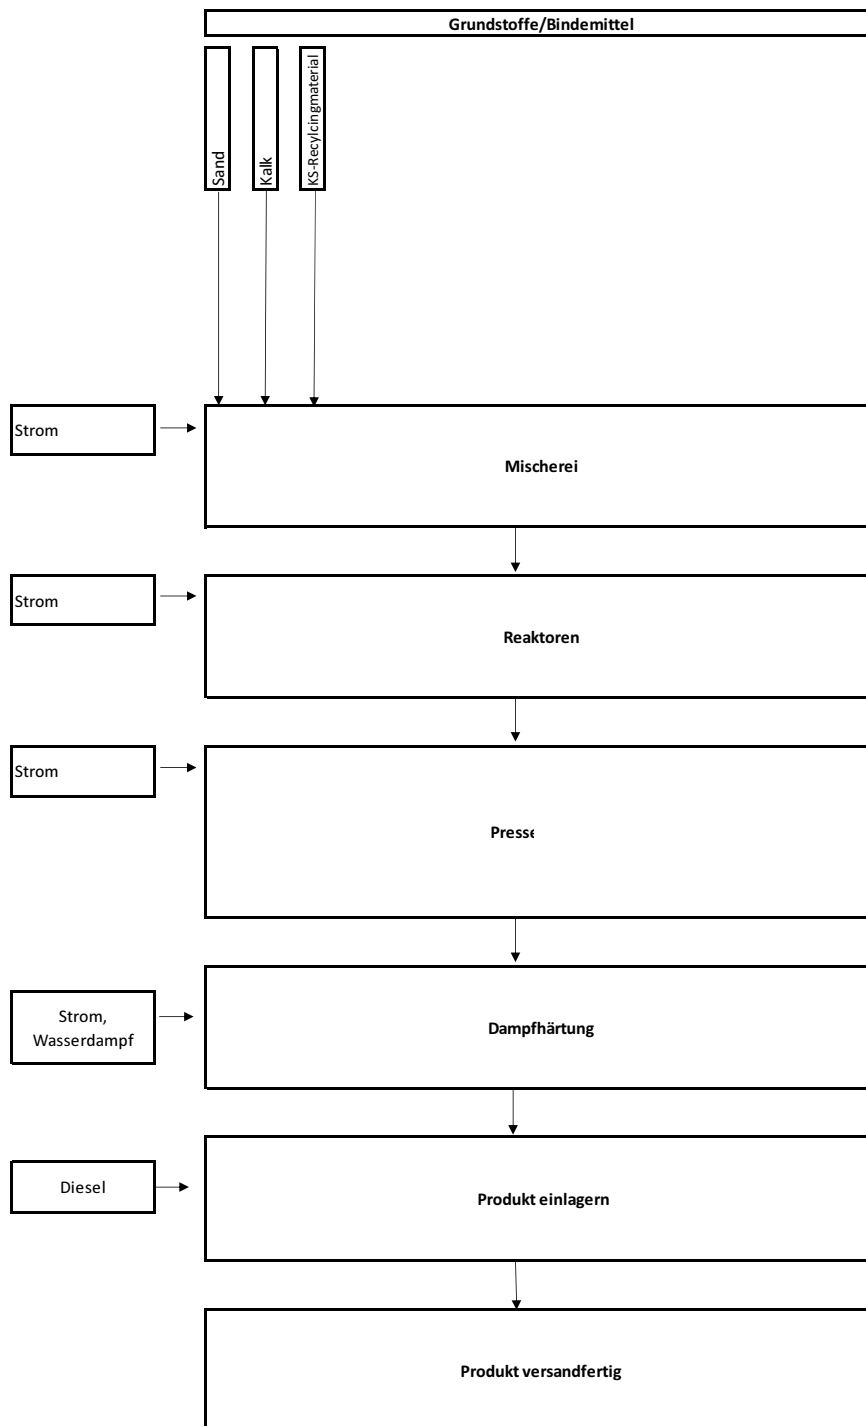 Grundstoffe/Bindemittel
Sand
Kalk
KS-Recylcingmaterial
Strom
Mischerei
Strom
Reaktoren
Strom
Presse
Strom,
Wasserdampf
Dampfhärtung
Diesel
Produkt einlagern
Produkt versandfertig